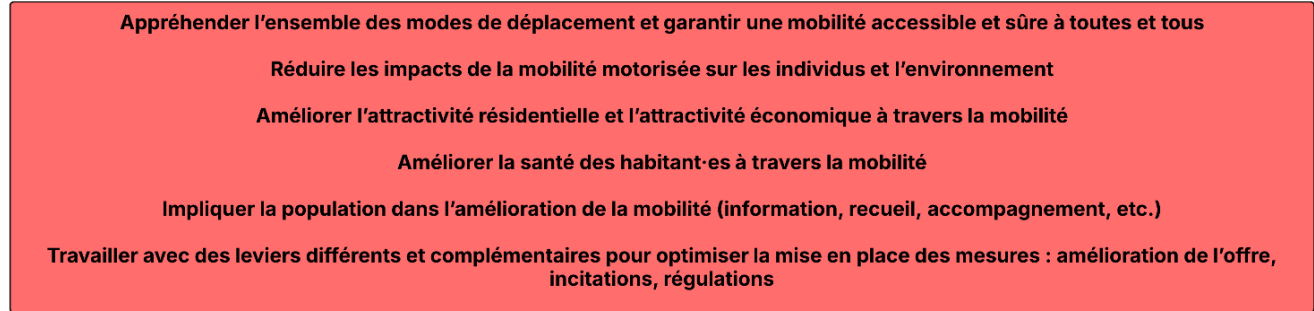 Appréhender l’ensemble des modes de déplacement et garantir une mobilité accessible et sûre à toutes et tous
Réduire les impacts de la mobilité motorisée sur les individus et l’environnement
Améliorer l’attractivité résidentielle et l’attractivité économique à travers la mobilité
Améliorer la santé des habitant·es à travers la mobilité
Impliquer la population dans l’amélioration de la mobilité (information, recueil, accompagnement, etc.)
Travailler avec des leviers différents et complémentaires pour optimiser la mise en place des mesures : amélioration de l’offre,
incitations, régulations